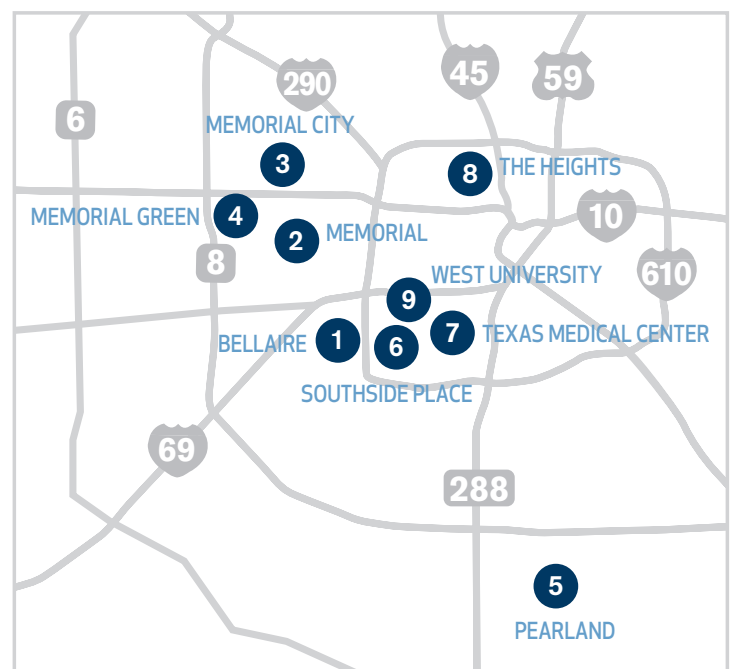 45
59
290
6
MEMORIAL CITY
3
8
THE HEIGHTS
MEMORIAL GREEN
4
2
MEMORIAL
10
8
WEST UNIVERSITY
610
9
BELLAIRE
1
6
7
TEXAS MEDICAL CENTER
SOUTHSIDE PLACE
69
288
5
PEARLAND